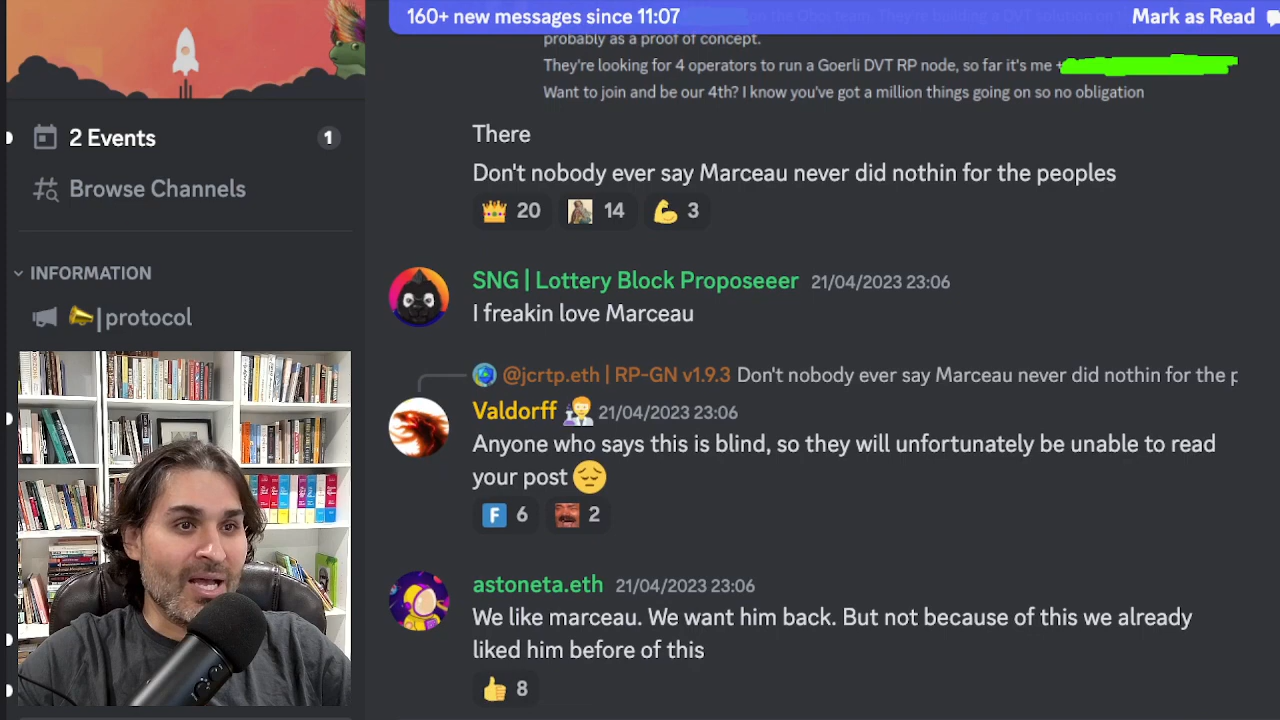 160+ new messages since 11:07
Mark as Read
probably as a proof of concept.
They're looking for 4 operators to run a Goerli DVT RP node, so far it's me
Want to join and be our 4th? I know you've got a million things going on so no obligation
2 Events
1
Browse Channels
INFORMATION
protocol
There
Don't nobody ever say Marceau never did nothin for the peoples
20 14 3
SNG | Lottery Block Proposeeer 21/04/2023 23:06
I freakin love Marceau
@jcrtp.eth | RP-GN v1.9.3 Don't nobody ever say Marceau never did nothin for the p
Valdorff 21/04/2023 23:06
Anyone who says this is blind, so they will unfortunately be unable to read
your post
F 6 2
astoneta.eth 21/04/2023 23:06
We like marceau. We want him back. But not because of this we already
liked him before of this
8